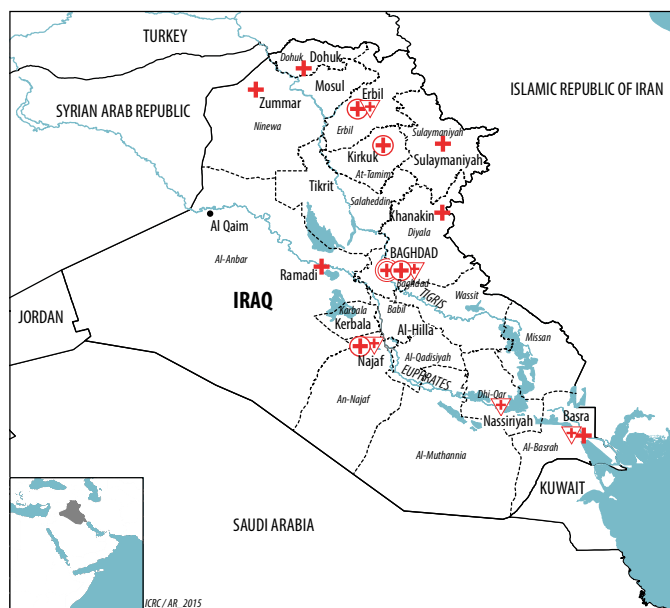 TURKEY
Dohuk
Dohuk
Mosul
Erbil
ISLAMIC REPUBLIC OF IRAN
Zummar
SYRIAN ARAB REPUBLIC
Ninewa
Erbil
Sulaymaniyah
Kirkuk
Sulaymaniyah
At-Tamim
Tikrit
Salaheddin
Khanakin
Al Qaim
Diyala
Al-Anbar
BAGHDAD
Ramadi
Baghdad
TIGRIS
Wassit
IRAQ
JORDAN
Karbala
Babil
Kerbala
Al-Hilla
Missan
Najaf
Al-Qadisiyah
EUPPRATES
An-Najaf
Dhi-Qar
Nassiriyah
Basra
Al-Basrah
Al-Muthannia
KUWAIT
SAUDI ARABIA
ICRC / AR_2015